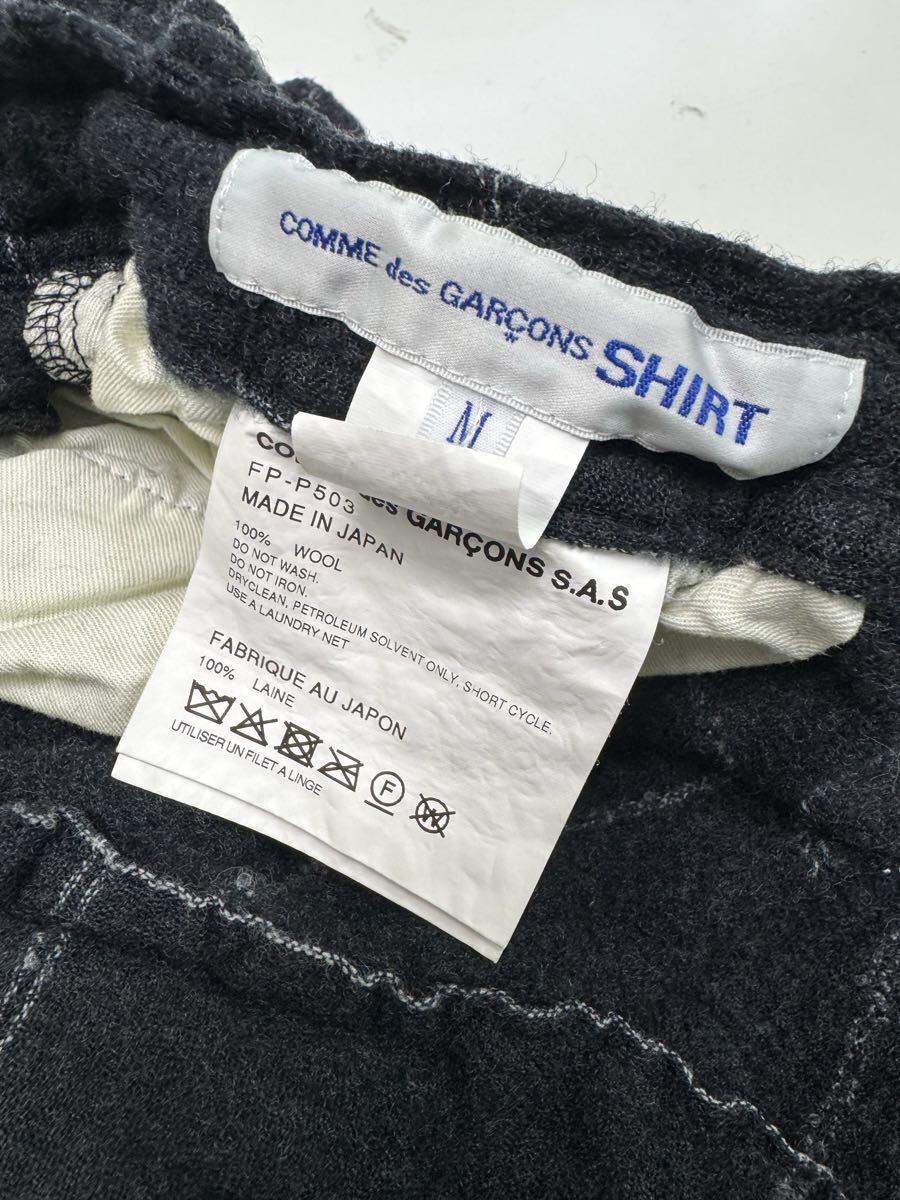 COMME des GARÇONS SHIRT
M
des GARÇONS S.A.S
FP-P503
MADE IN JAPAN
100% WOOL
DO NOT WASH.
DO NOT IRON.
DRYCLEAN, PETROLEUM SOLVENT ONLY, SHORT CYCLE.
USE A LAUNDRY NET
FABRIQUE AU JAPON
100% LAINE
F
W
UTILISER UN FILET A LINGE